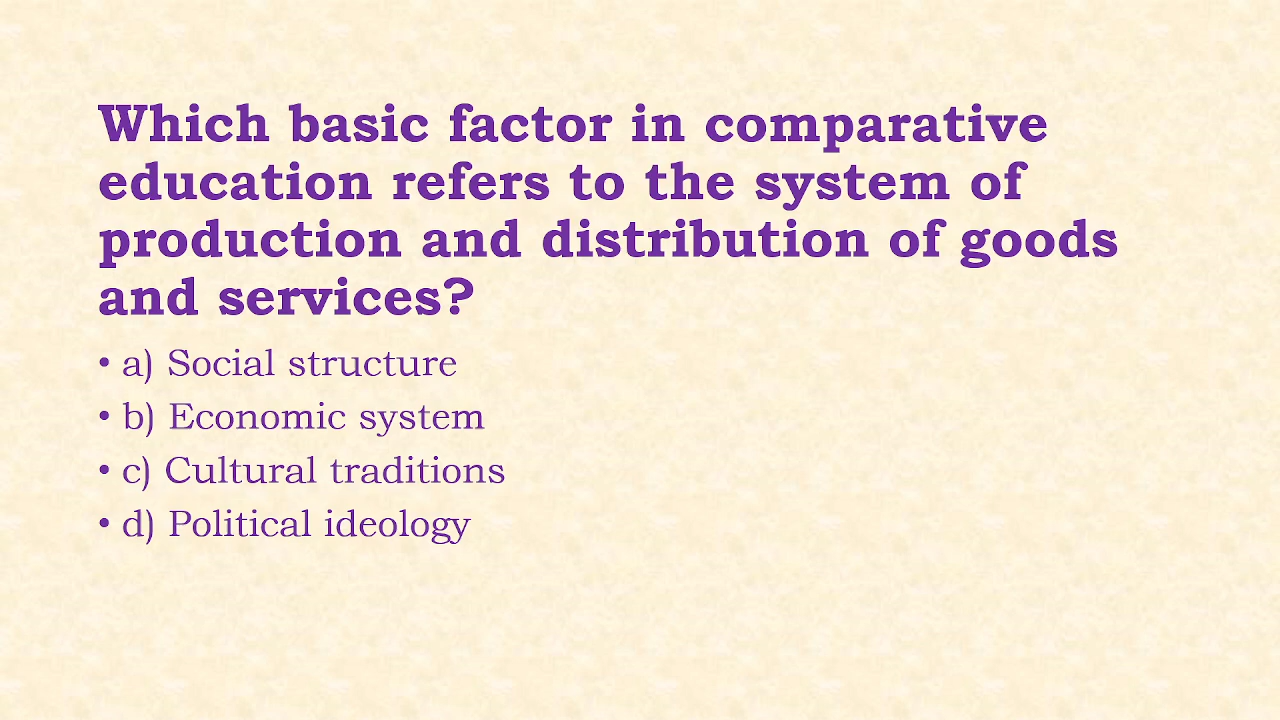 Which basic factor in comparative
education refers to the system of
production and distribution of goods
and services?
• a) Social structure
• b) Economic system
• c) Cultural traditions
• d) Political ideology